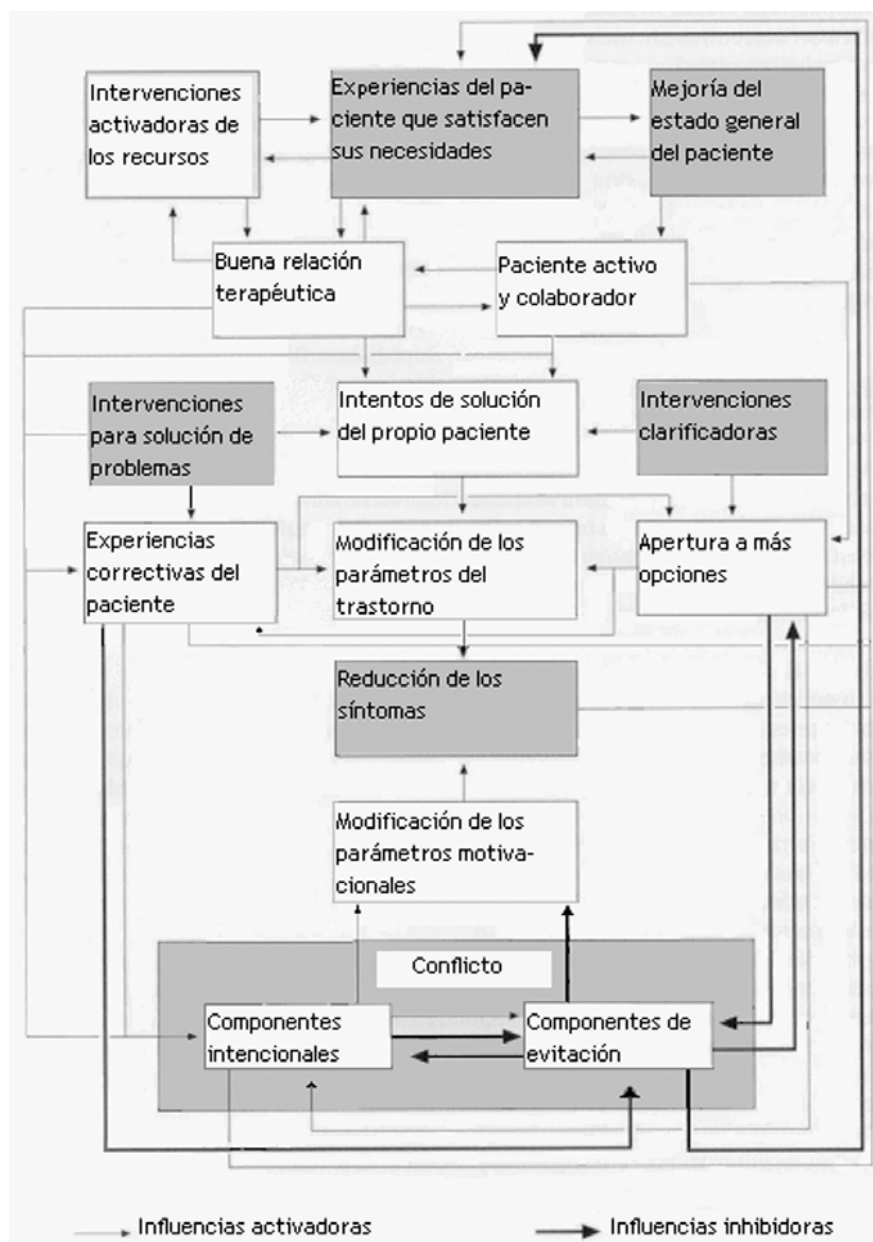 Intervenciones
activadoras de
los recursos
Experiencias del pa-
ciente que satisfacen
sus necesidades
Mejoría del
estado general
del paciente
Buena relación
terapéutica
Paciente activo
y colaborador
Intervenciones
para solución de
problemas
Intentos de solución
del propio paciente
Intervenciones
clarificadoras
Experiencias
correctivas del
paciente
Modificación de los
parámetros del
trastorno
Apertura a más
opciones
Reducción de los
síntomas
Modificación de los
parámetros motiva-
cionales
Conflicto
Componentes
intencionales
Componentes de
evitación
Influencias activadoras
Influencias inhibidoras